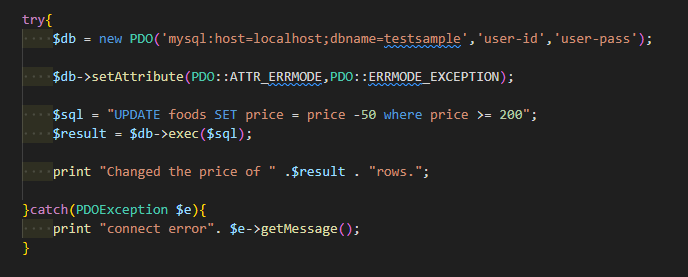 try{
    $db = new PDO('mysql:host=localhost;dbname=testsample','user-id','user-pass');
    $db->setAttribute(PDO::ATTR_ERRMODE,PDO::ERRMODE_EXCEPTION);
    $sql = "UPDATE foods SET price = price -50 where price >= 200";
    $result = $db->exec($sql);
    print "Changed the price of " .$result . "rows.";
}catch(PDOException $e){
    print "connect error". $e->getMessage();
}